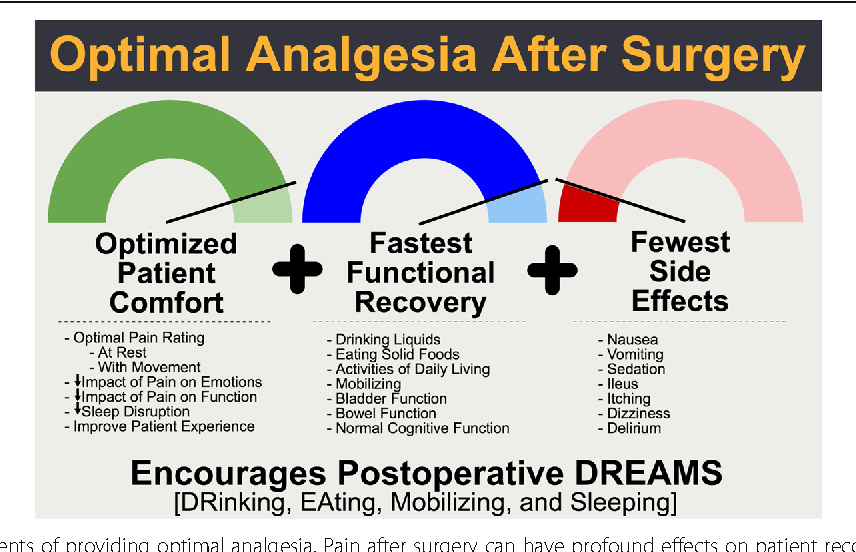 Optimal Analgesia After Surgery
Optimized
Patient
Comfort
- Optimal Pain Rating
- At Rest
- With Movement
- ⬇Impact of Pain on Emotions
- ⬇Impact of Pain on Function
- ⬇Sleep Disruption
- Improve Patient Experience
+
Fastest
Functional
Recovery
- Drinking Liquids
- Eating Solid Foods
- Activities of Daily Living
- Mobilizing
- Bladder Function
- Bowel Function
- Normal Cognitive Function
+
Fewest
Side
Effects
- Nausea
- Vomiting
- Sedation
- Ileus
- Itching
- Dizziness
- Delirium
Encourages Postoperative DREAMS
[DRinking, EAting, Mobilizing, and Sleeping]
of providing optimal analgesia. Pain after surgery can have profound effects on patient